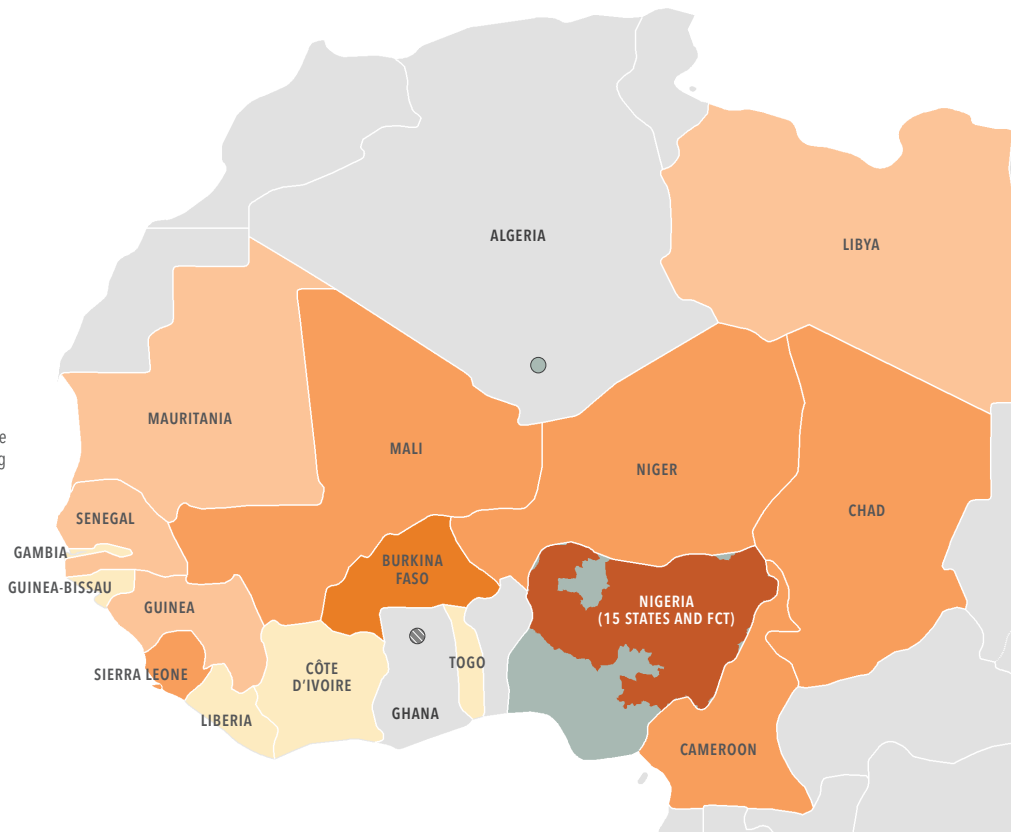 ALGERIA
LIBYA
MAURITANIA
MALI
NIGER
CHAD
SENEGAL
GAMBIA
GUINEA-BISSAU
GUINEA
BURKINA
FASO
NIGERIA
(15 STATES AND FCT)
SIERRA LEONE
CÔTE
D'IVOIRE
TOGO
GHANA
LIBERIA
CAMEROON